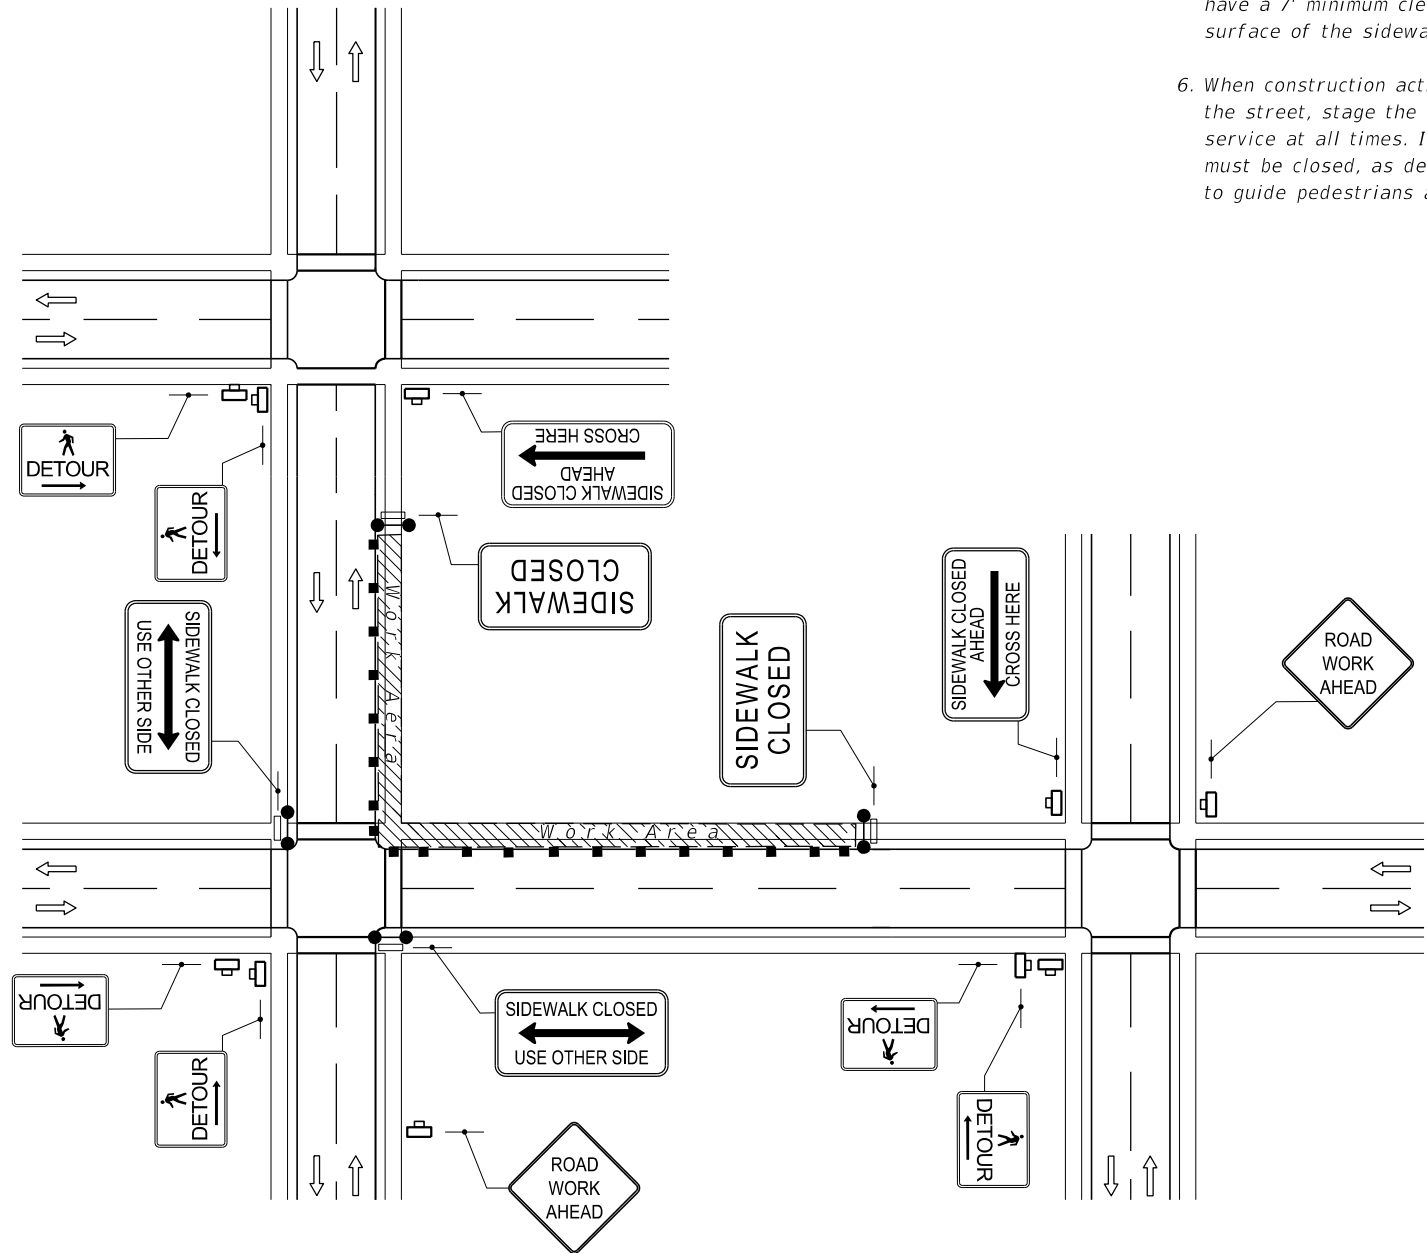 have a 7' minimum cle
surface of the sidewa
6. When construction act
the street, stage the
service at all times. I
must be closed, as de
to guide pedestrians a
DETOUR
DETOUR
SIDEWALK CLOSED
AHEAD
CROSS HERE
SIDEWALK
CLOSED
SIDEWALK CLOSED
USE OTHER SIDE
Work Aera
SIDEWALK
CLOSED
SIDEWALK CLOSED
AHEAD
CROSS HERE
ROAD
WORK
AHEAD
Work Area
DETOUR
DETOUR
SIDEWALK CLOSED
USE OTHER SIDE
DETOUR
DETOUR
ROAD
WORK
AHEAD